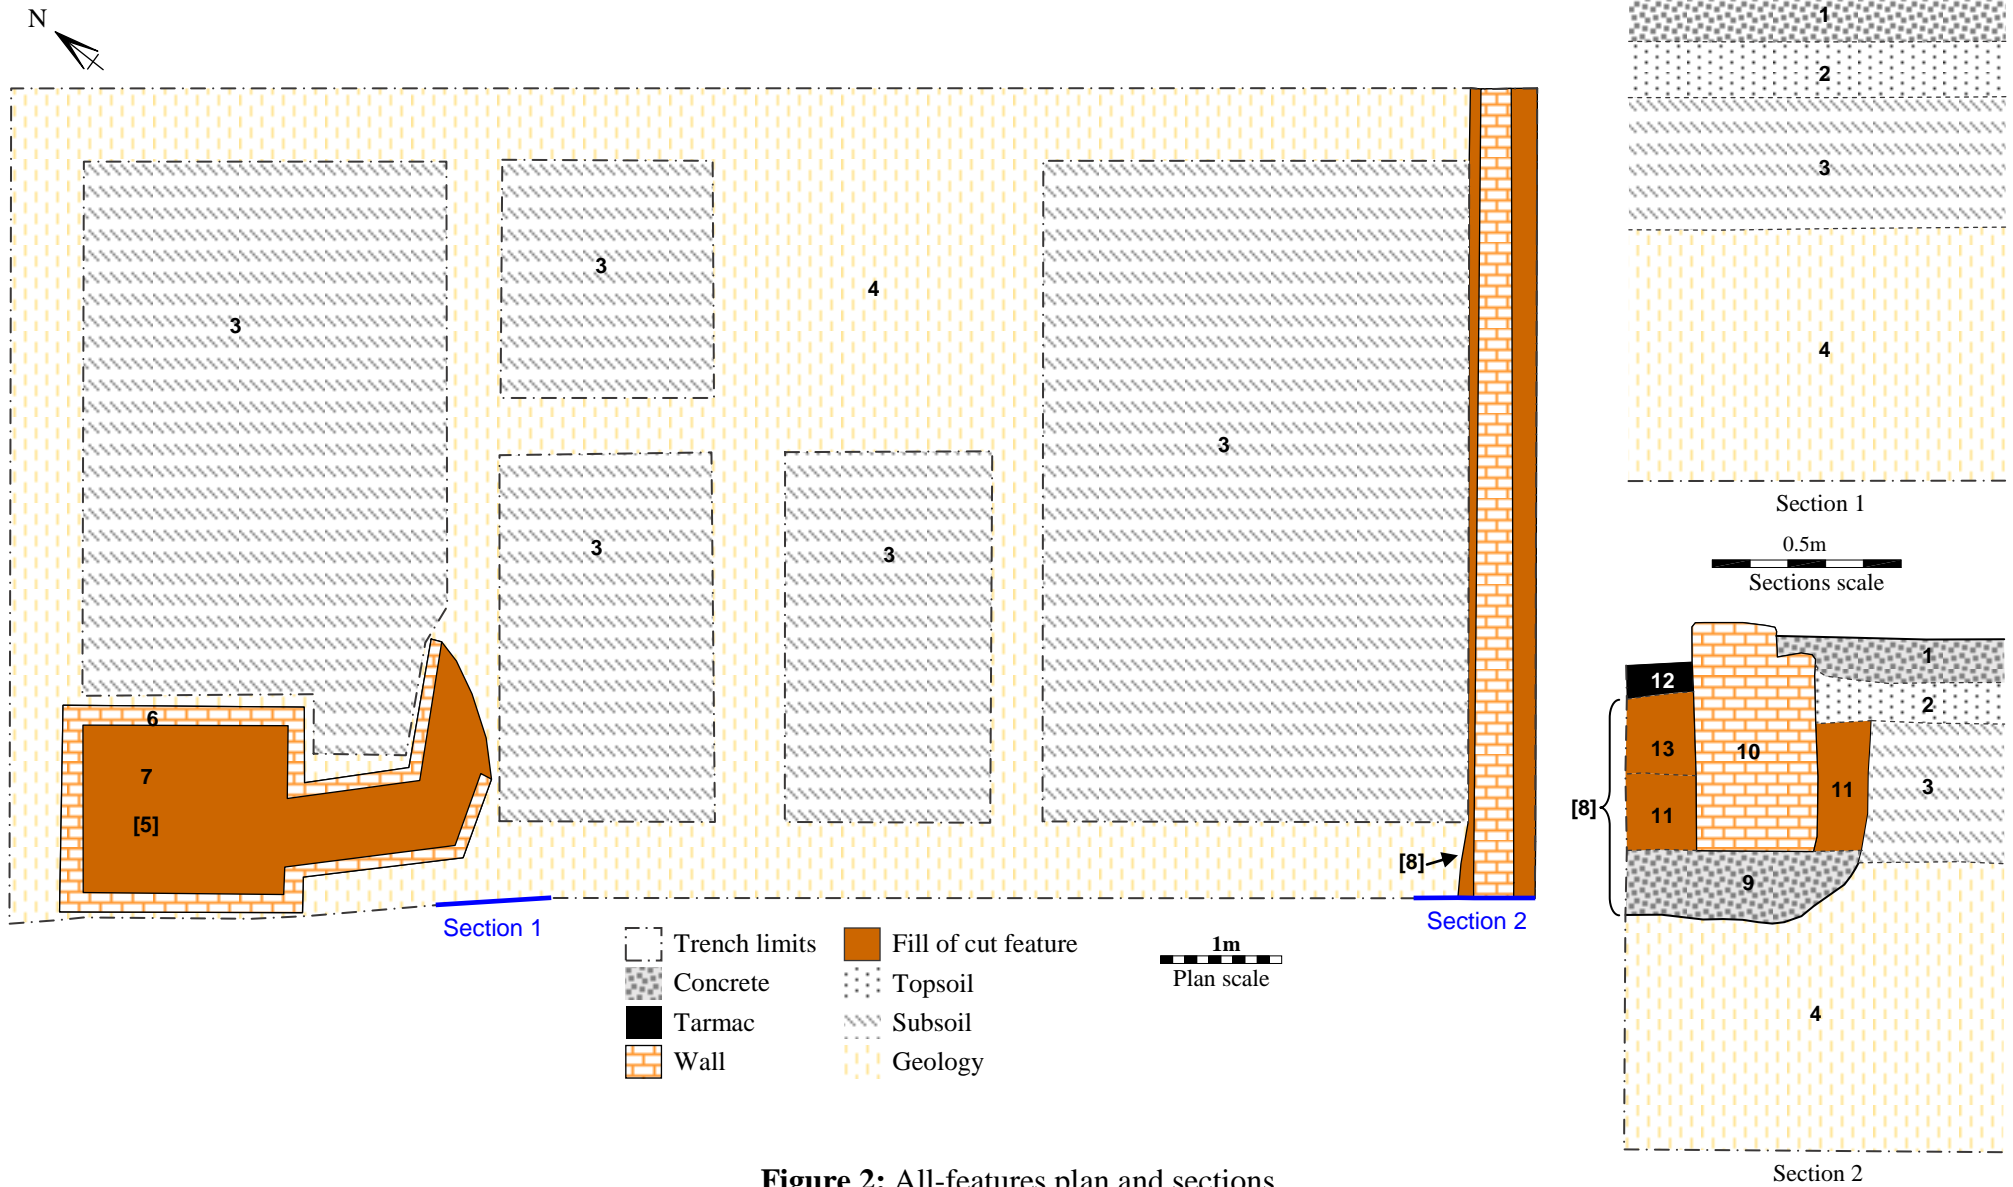 N
3
3
4
3
3
3
6
7
[5]
[8]
Section 1
Section 2
Trench limits
Concrete
Tarmac
Wall
Fill of cut feature
Topsoil
Subsoil
Geology
1m
Plan scale
1
2
3
4
Section 1
0.5m
Sections scale
1
12
2
13
10
11
3
[8]
11
9
4
Section 2
Figure 2: All-features plan and sections